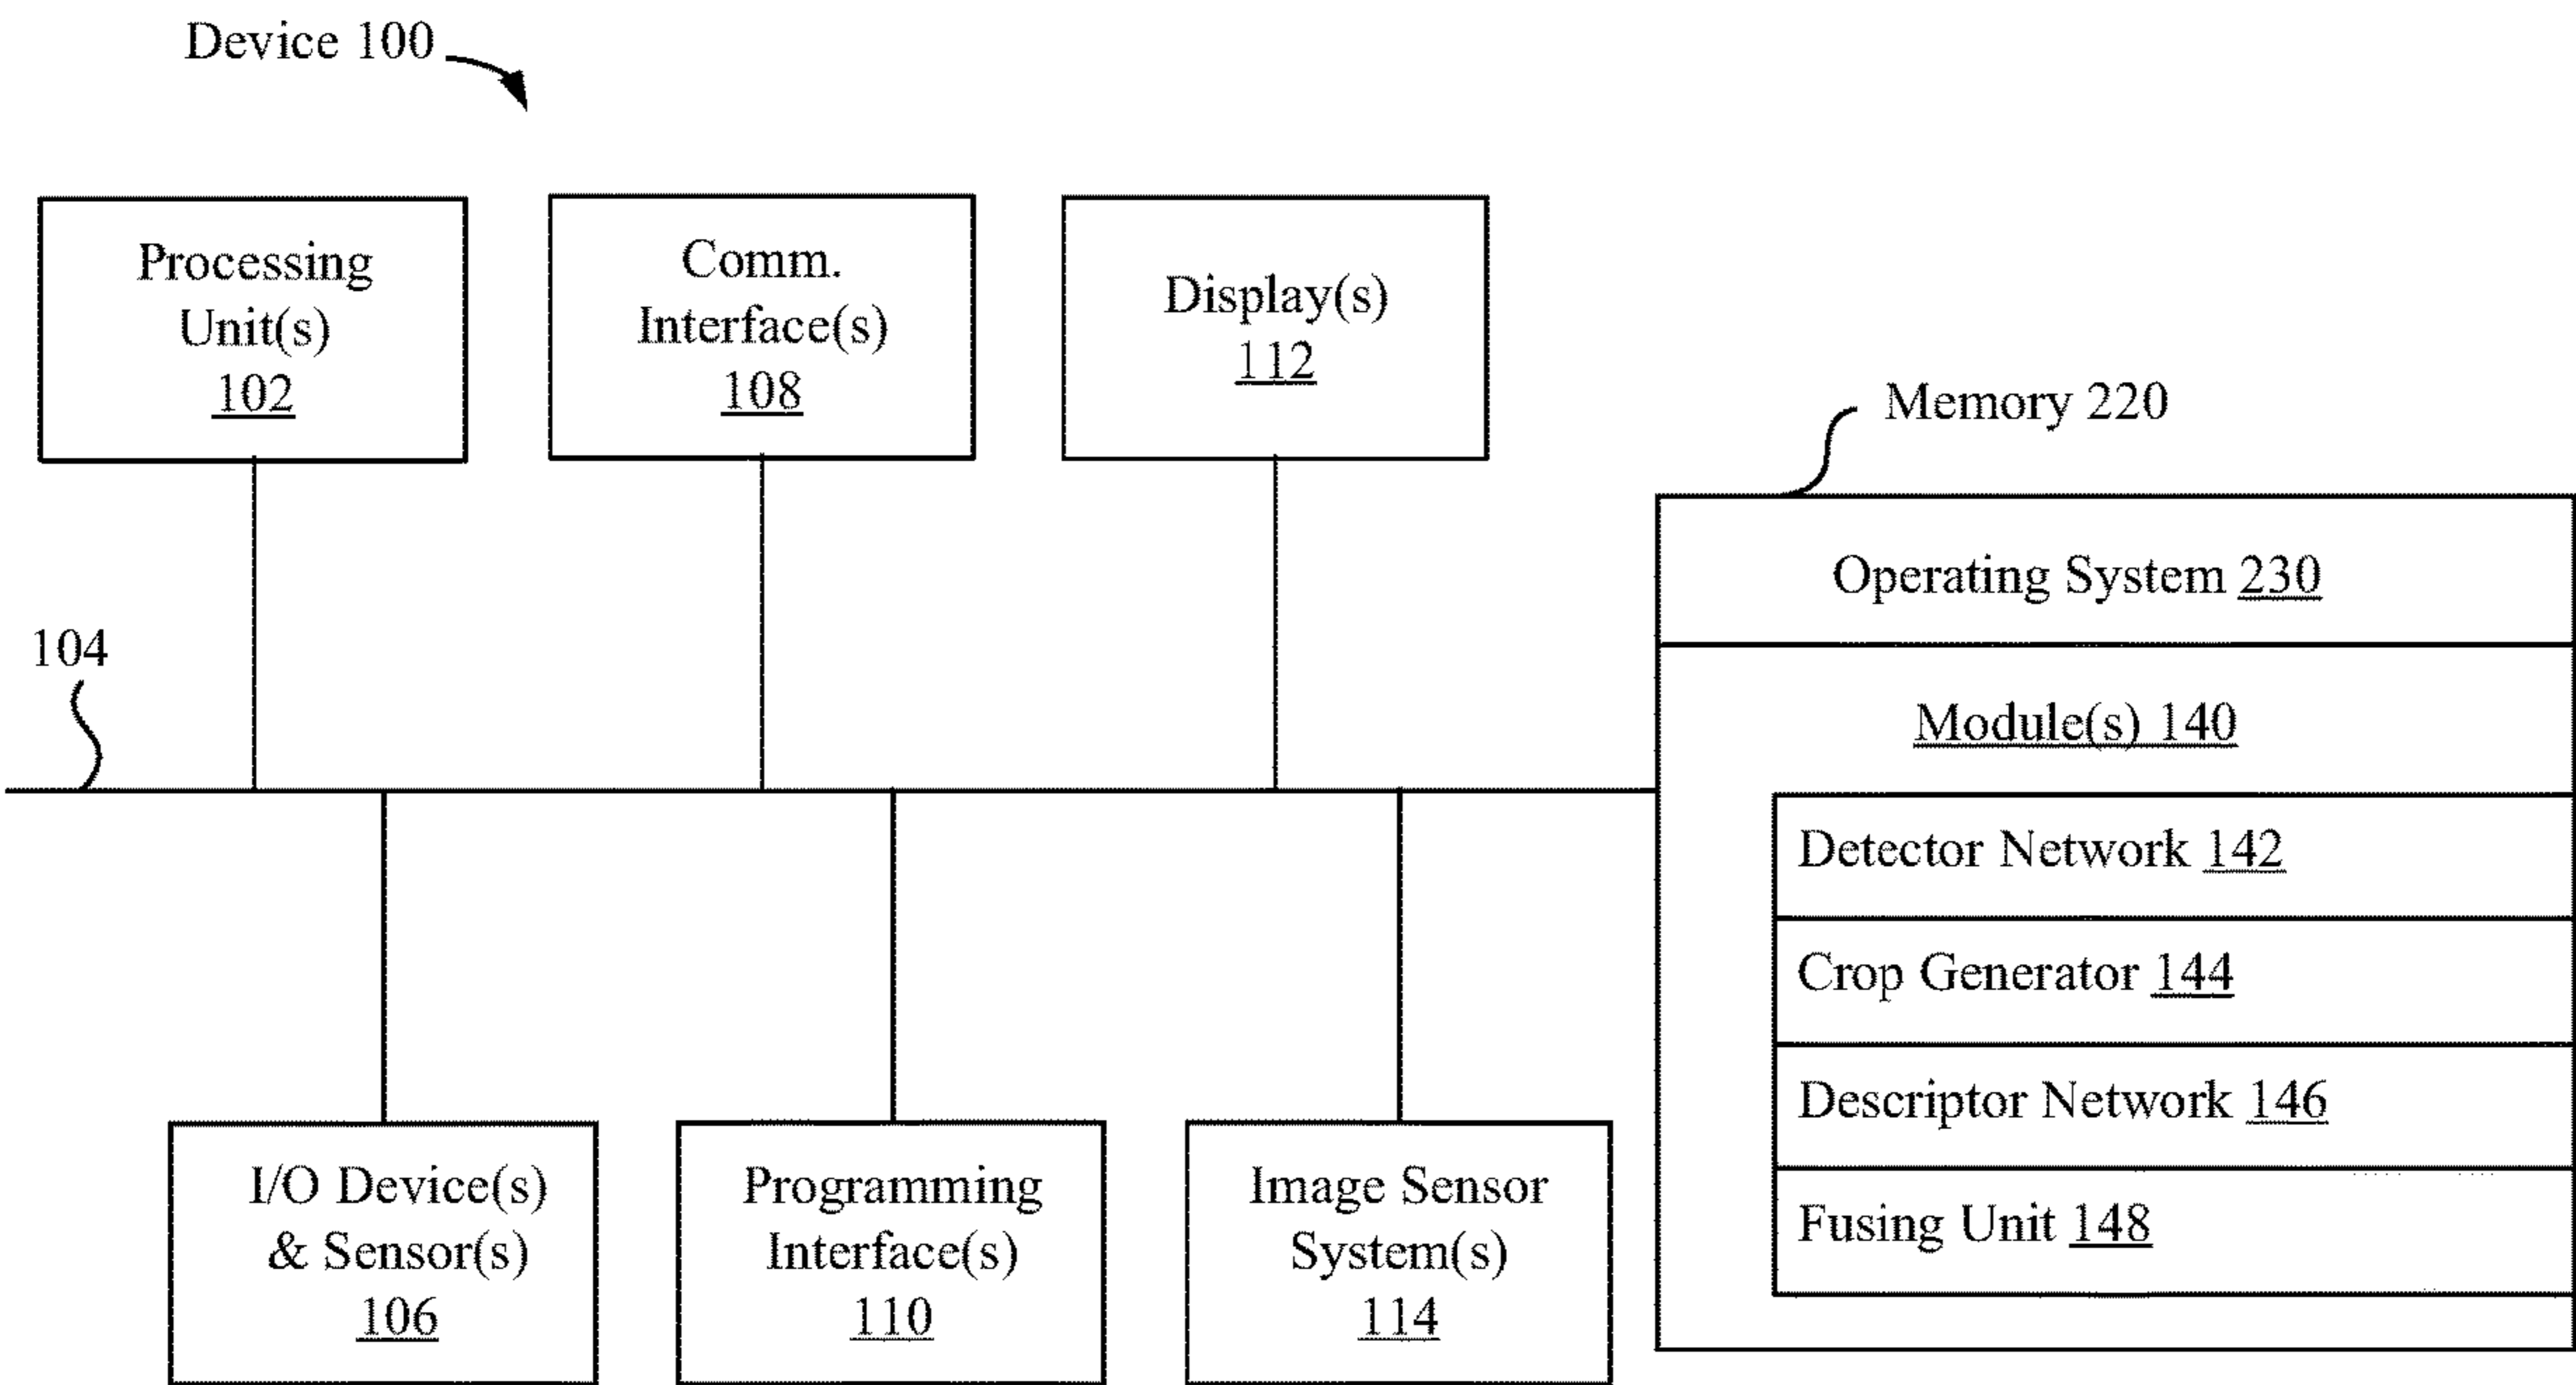 Device 100
Processing
Unit(s)
102
Comm.
Interface(s)
108
Display(s)
112
Memory 220
Operating System 230
Module(s) 140
Detector Network 142
Crop Generator 144
Descriptor Network 146
Fusing Unit 148
104
I/O Device(s)
& Sensor(s)
106
Programming
Interface(s)
110
Image Sensor
System(s)
114